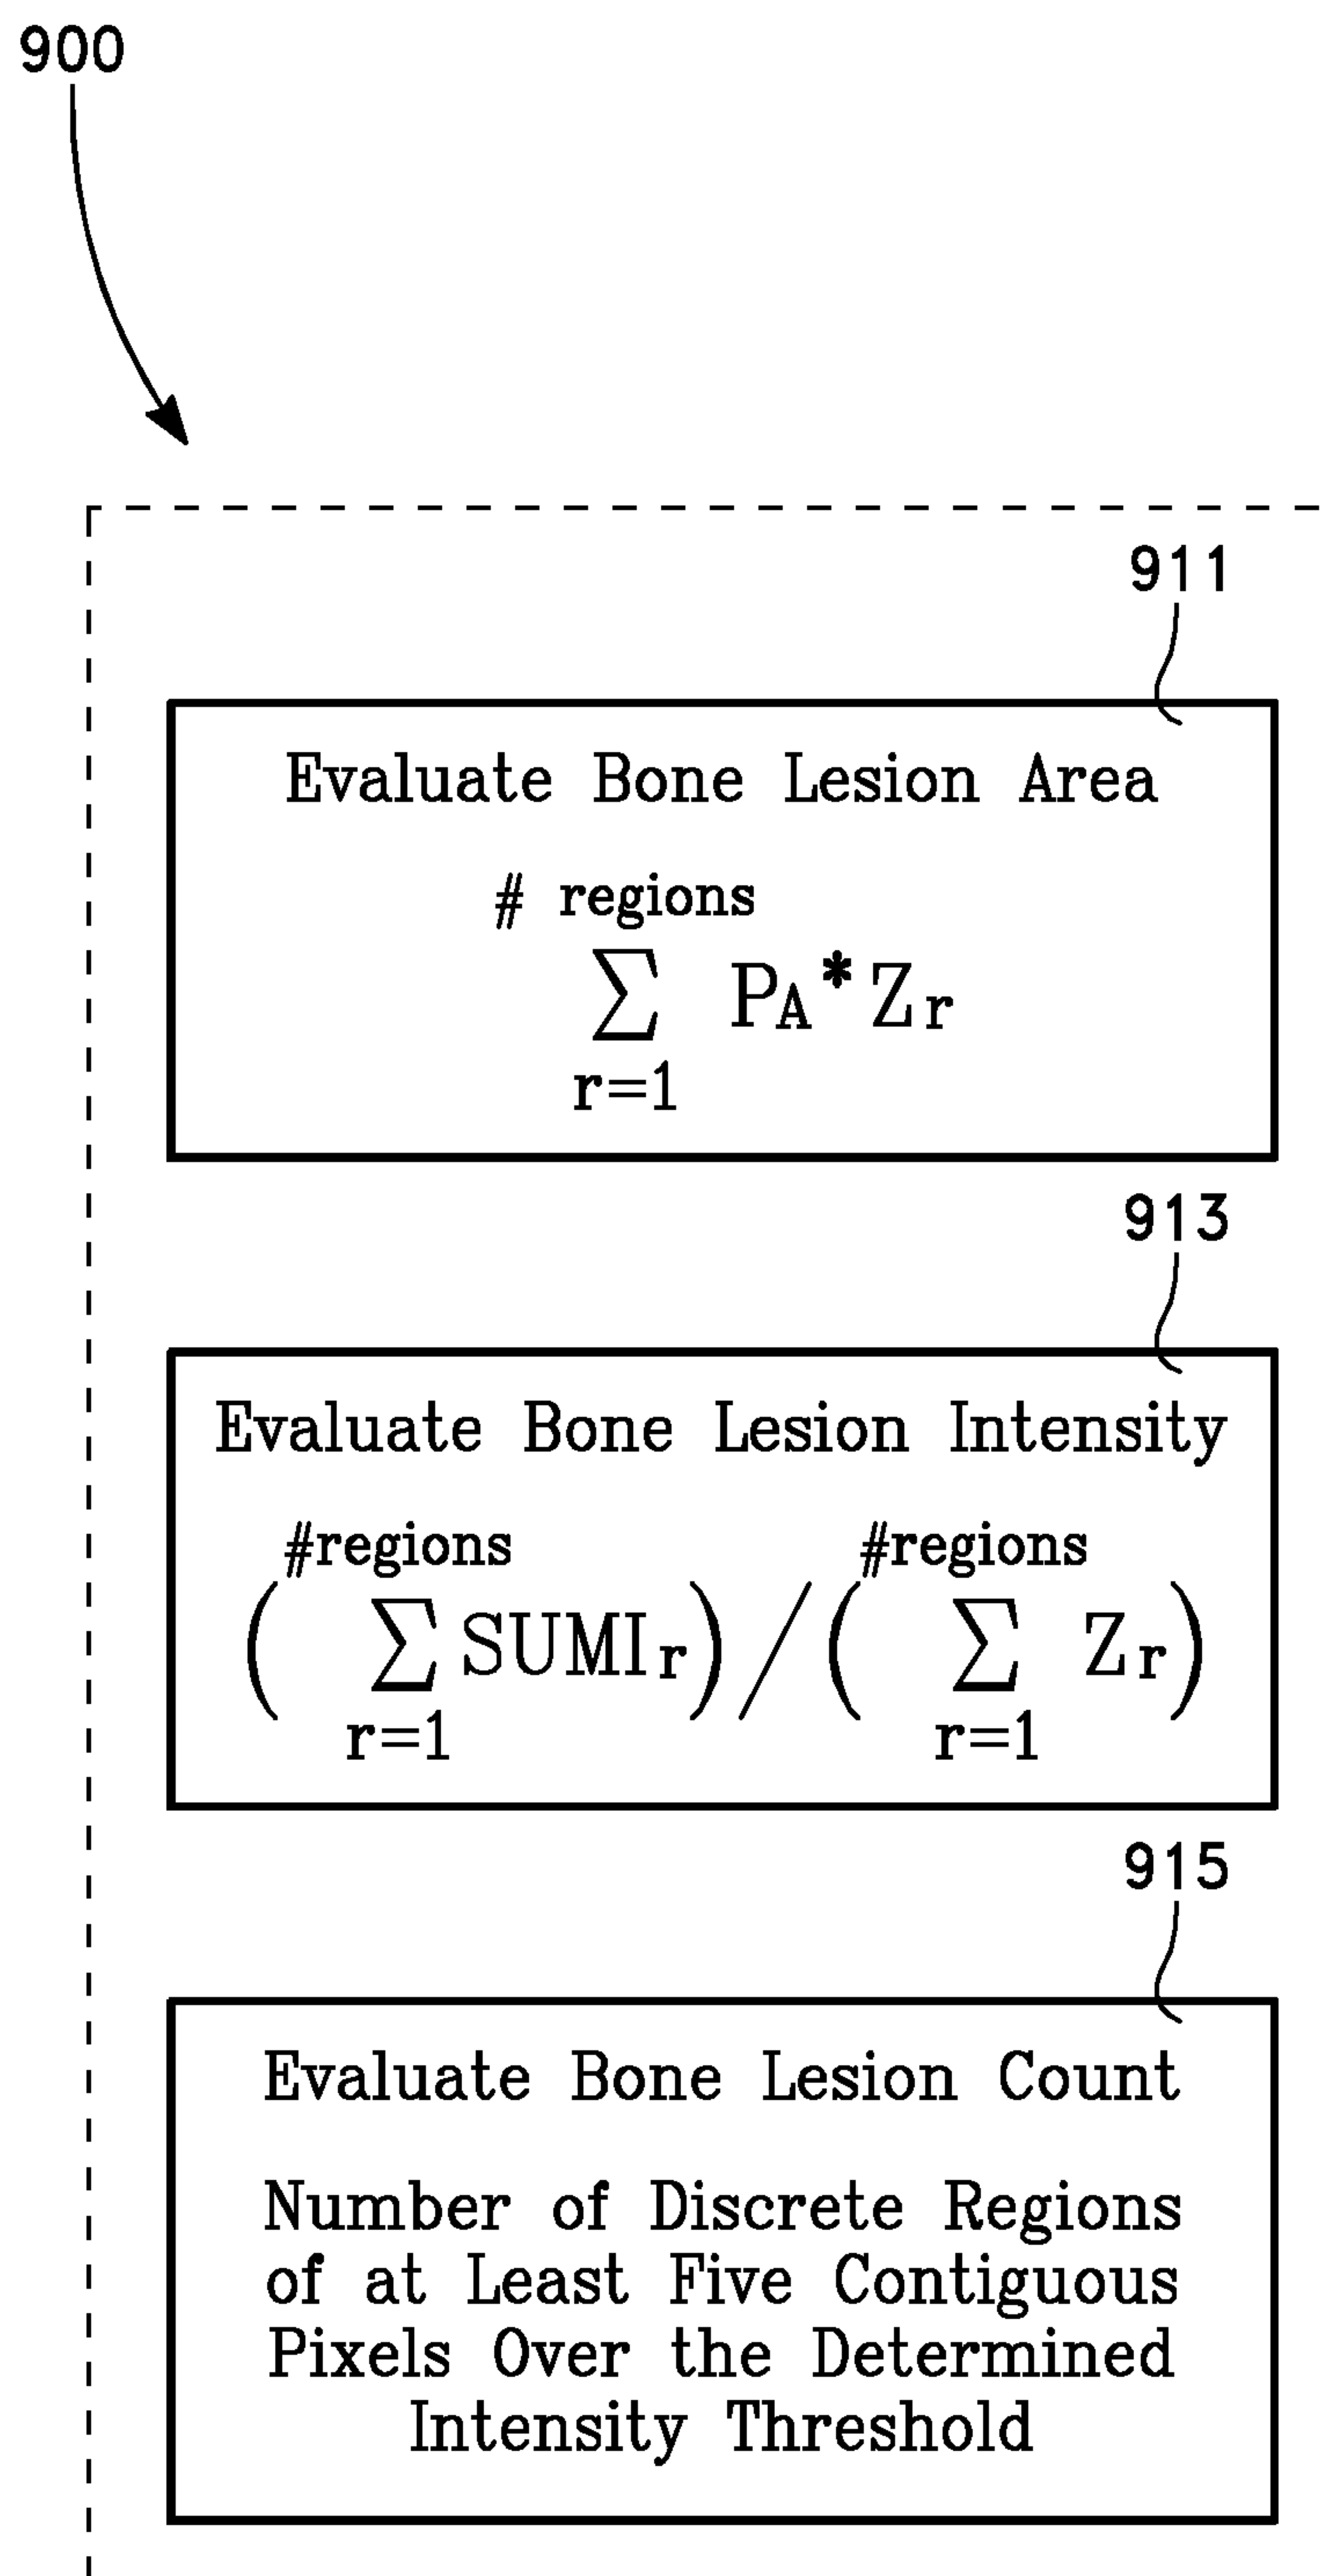 900
911
Evaluate Bone Lesion Area
# regions
∑ PA*Zr
r=1
913
Evaluate Bone Lesion Intensity
#regions #regions
( ∑ SUMIr ) / ( ∑ Zr )
r=1 r=1
915
Evaluate Bone Lesion Count
Number of Discrete Regions
of at Least Five Contiguous
Pixels Over the Determined
Intensity Threshold